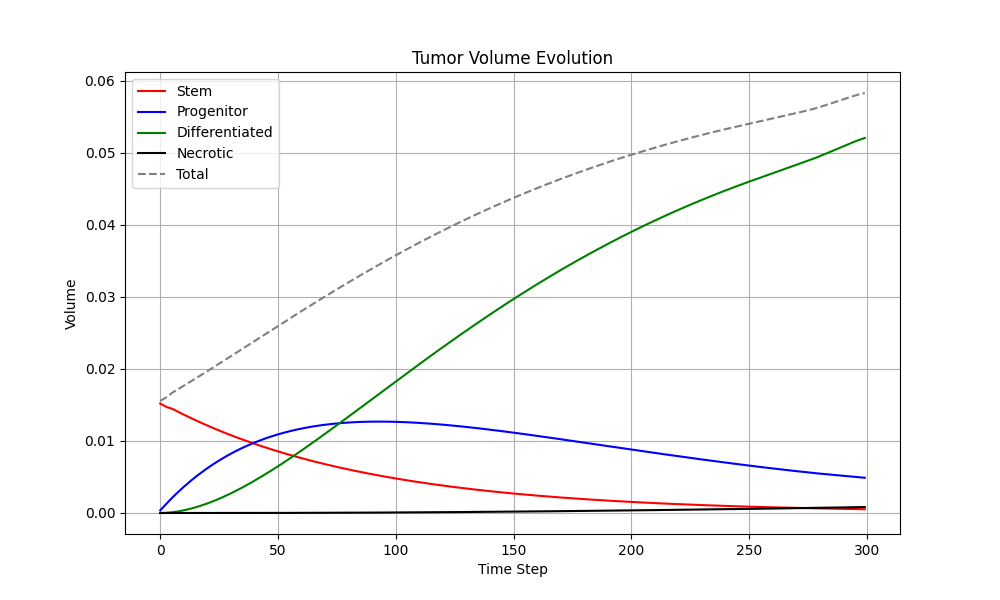 Tumor Volume Evolution
Stem
Progenitor
Differentiated
Necrotic
Total
Volume
0.06
0.05
0.04
0.03
0.02
0.01
0.00
0 50 100 150 200 250 300
Time Step